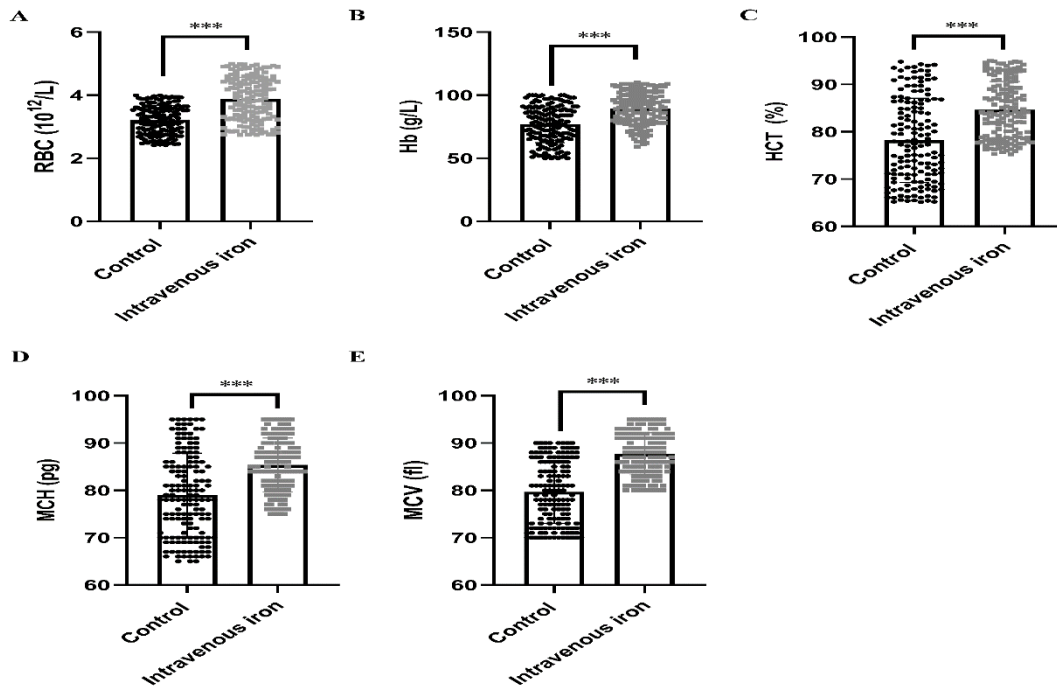 A
***
RBC (10¹²/L)
6
4
2
0
Control
Intravenous iron
B
***
Hb (g/L)
150
100
50
0
Control
Intravenous iron
C
***
HCT (%)
100
90
80
70
60
Control
Intravenous iron
D
***
MCH (pg)
100
90
80
70
60
Control
Intravenous iron
E
***
MCV (fl)
100
90
80
70
60
Control
Intravenous iron